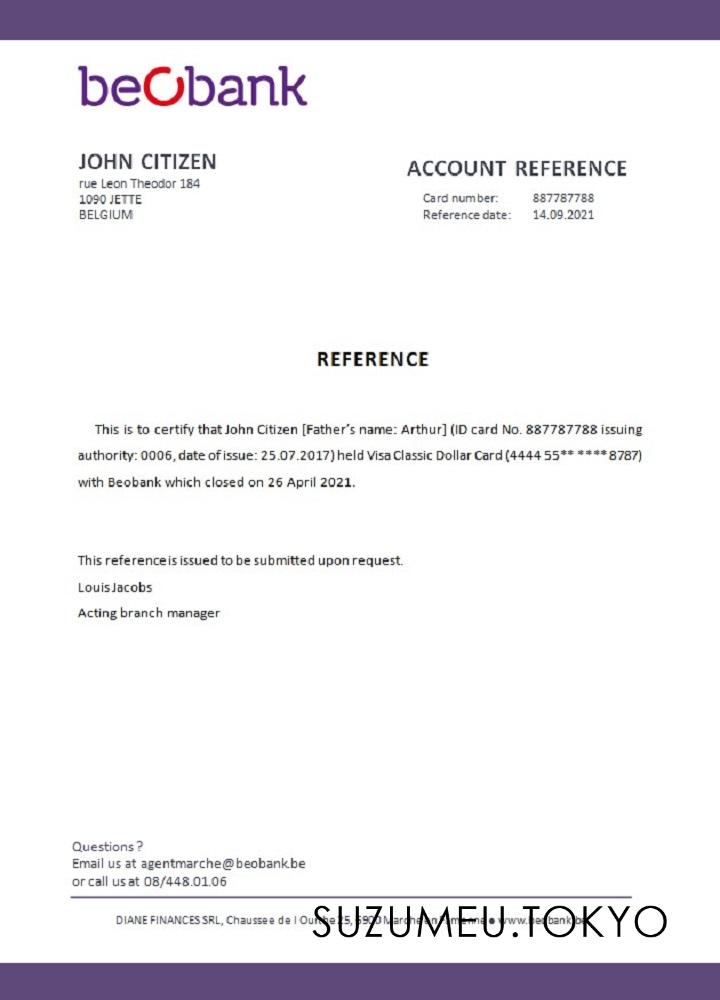 beobank
JOHN CITIZEN
rue Leon Theodor 184
1090 JETTE
BELGIUM
ACCOUNT REFERENCE
Card number: 887787788
Reference date: 14.09.2021
REFERENCE
This is to certify that John Citizen [Father's name: Arthur] (ID card No. 887787788 issuing
authority: 0006, date of issue: 25.07.2017) held Visa Classic Dollar Card (4444 55** **** 8787)
with Beobank which closed on 26 April 2021.
This reference is issued to be submitted upon request.
Louis Jacobs
Acting branch manager
Questions?
Email us at agentmarche@beobank.be
or call us at 08/448.01.06
DIANE FINANCES SRL, Chaussee de l Ourthe 25, 6900 Marche en Famenne • www.beobank.be
SUZUMEU.TOKYO